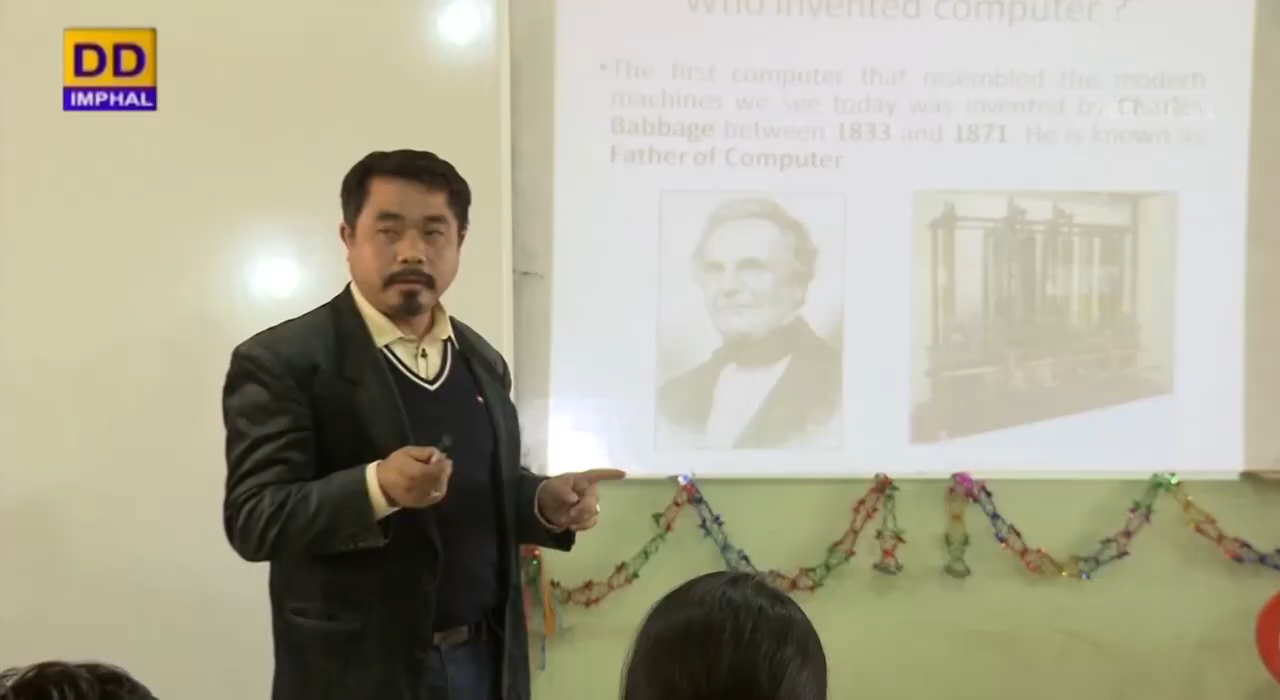 DD
IMPHAL
Who invented computer ?
• The first computer that resembled the modern
machines we see today was invented by Charles
Babbage between 1833 and 1871. He is known as
Father of Computer